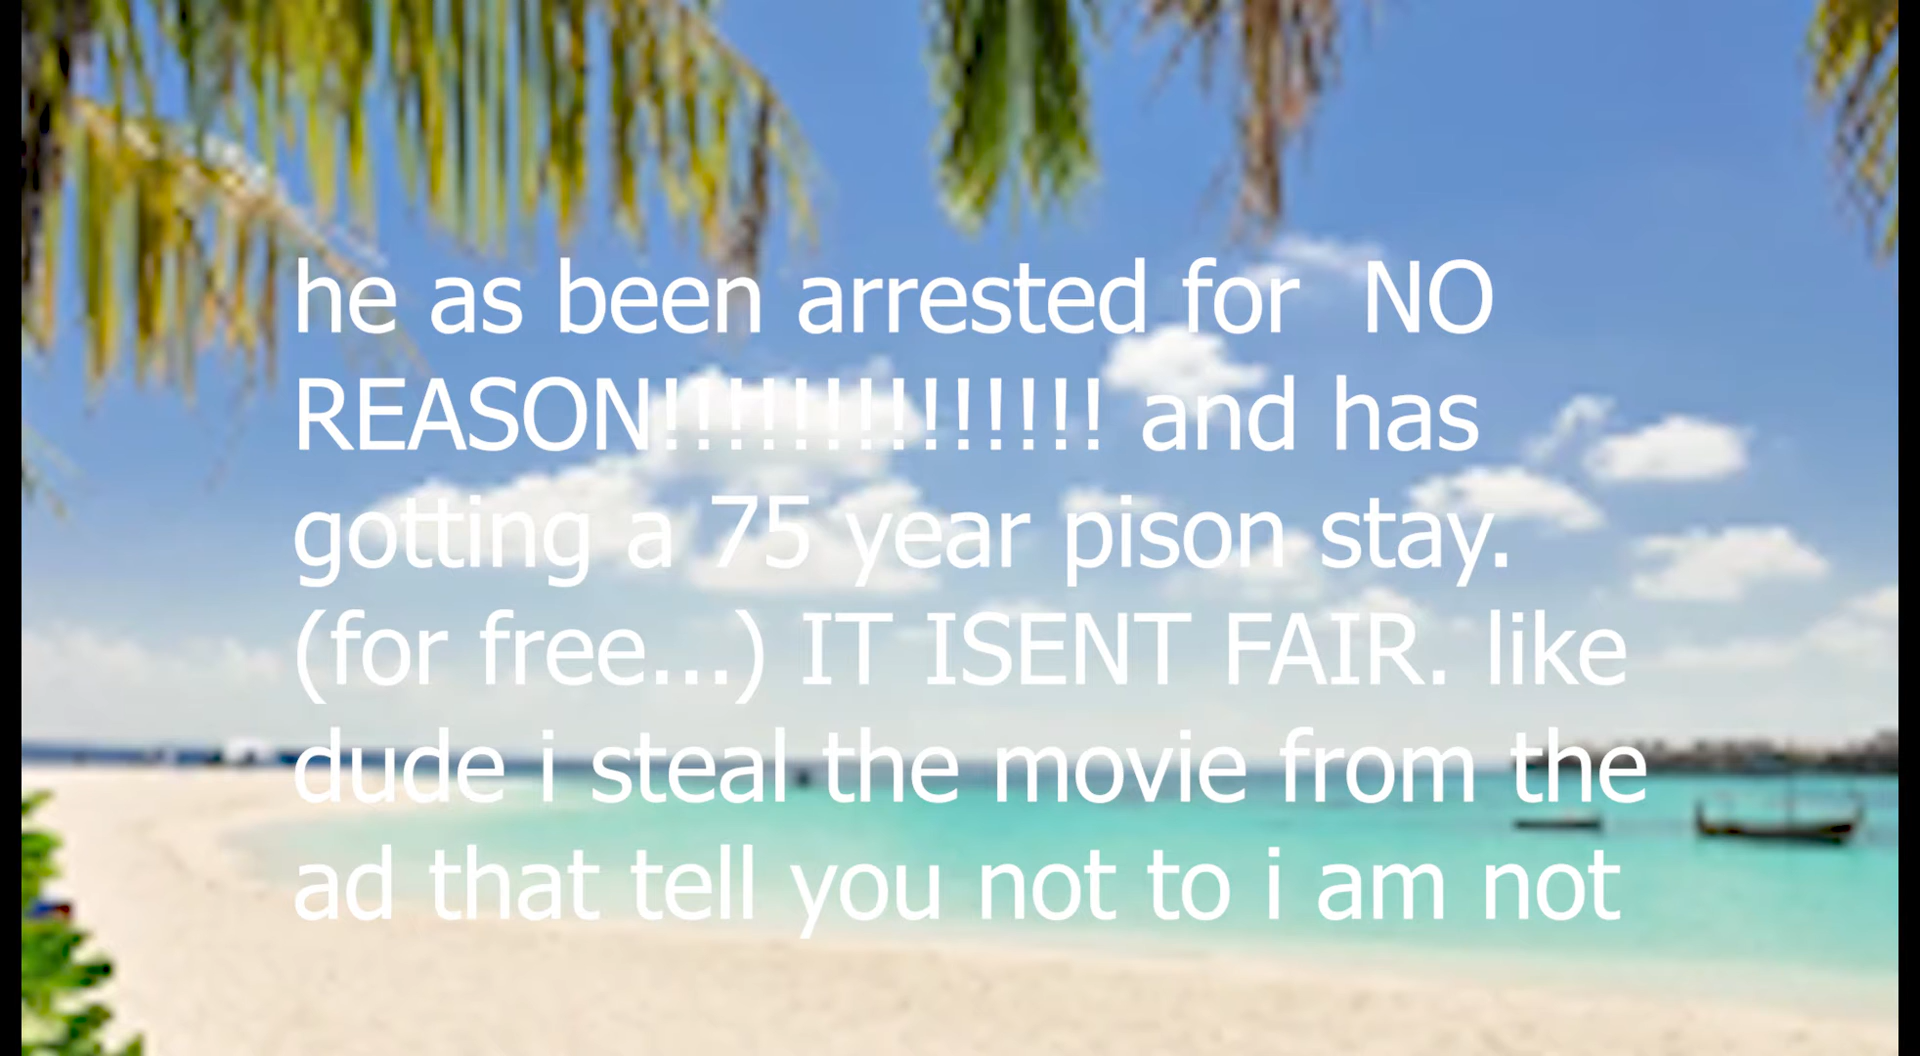 he as been arrested for  NO
REASON!!!!!!!!!!!!!!! and has
gotting a 75 year pison stay.
(for free...) IT ISENT FAIR. like
dude i steal the movie from the
ad that tell you not to i am not